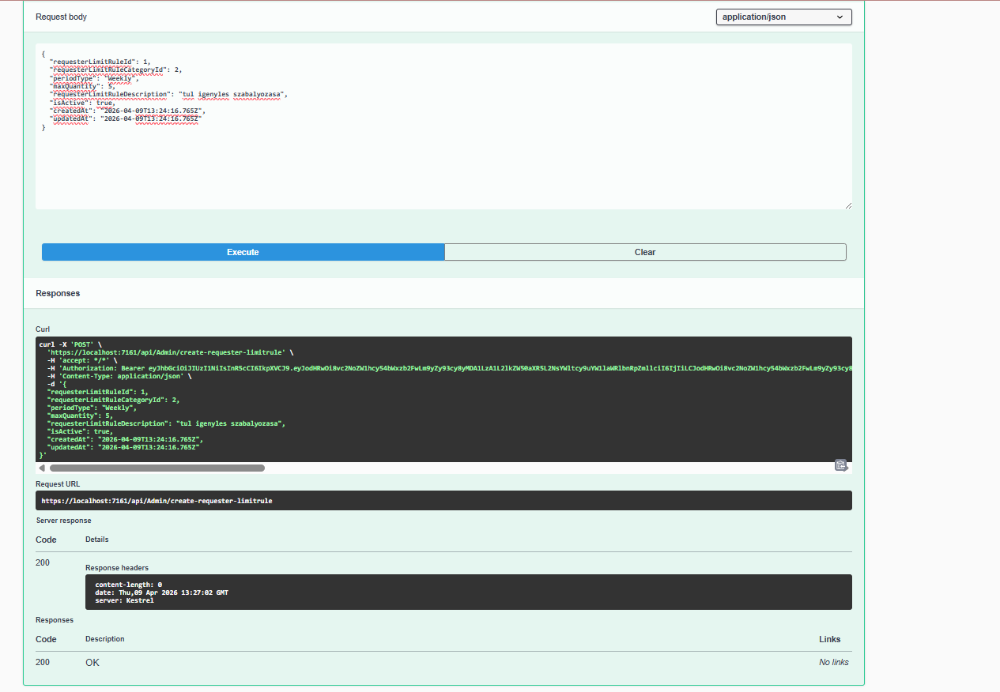 Request body
application/json
{
"requesterLimitRuleId": 1,
"requesterLimitRuleCategoryId": 2,
"periodType": "Weekly",
"maxQuantity": 5,
"requesterLimitRuleDescription": "tul igenyles szabalyozasa",
"isActive": true,
"createdAt": "2026-04-09T13:24:16.765Z",
"updatedAt": "2026-04-09T13:24:16.765Z"
}
Execute
Clear
Responses
Curl
curl -X 'POST' \
'https://localhost:7161/api/Admin/create-requester-limitrule' \
-H 'accept: */*' \
-H 'Authorization: Bearer
-H 'Content-Type: application/json' \
-d '{
"requesterLimitRuleId": 1,
"requesterLimitRuleCategoryId": 2,
"periodType": "Weekly",
"maxQuantity": 5,
"requesterLimitRuleDescription": "tul igenyles szabalyozasa",
"isActive": true,
"createdAt": "2026-04-09T13:24:16.765Z",
"updatedAt": "2026-04-09T13:24:16.765Z"
}'
Request URL
https://localhost:7161/api/Admin/create-requester-limitrule
Server response
Code
Details
200
Response headers
content-length: 0
date: Thu,09 Apr 2026 13:27:02 GMT
server: Kestrel
Responses
Code
Description
Links
200
OK
No links